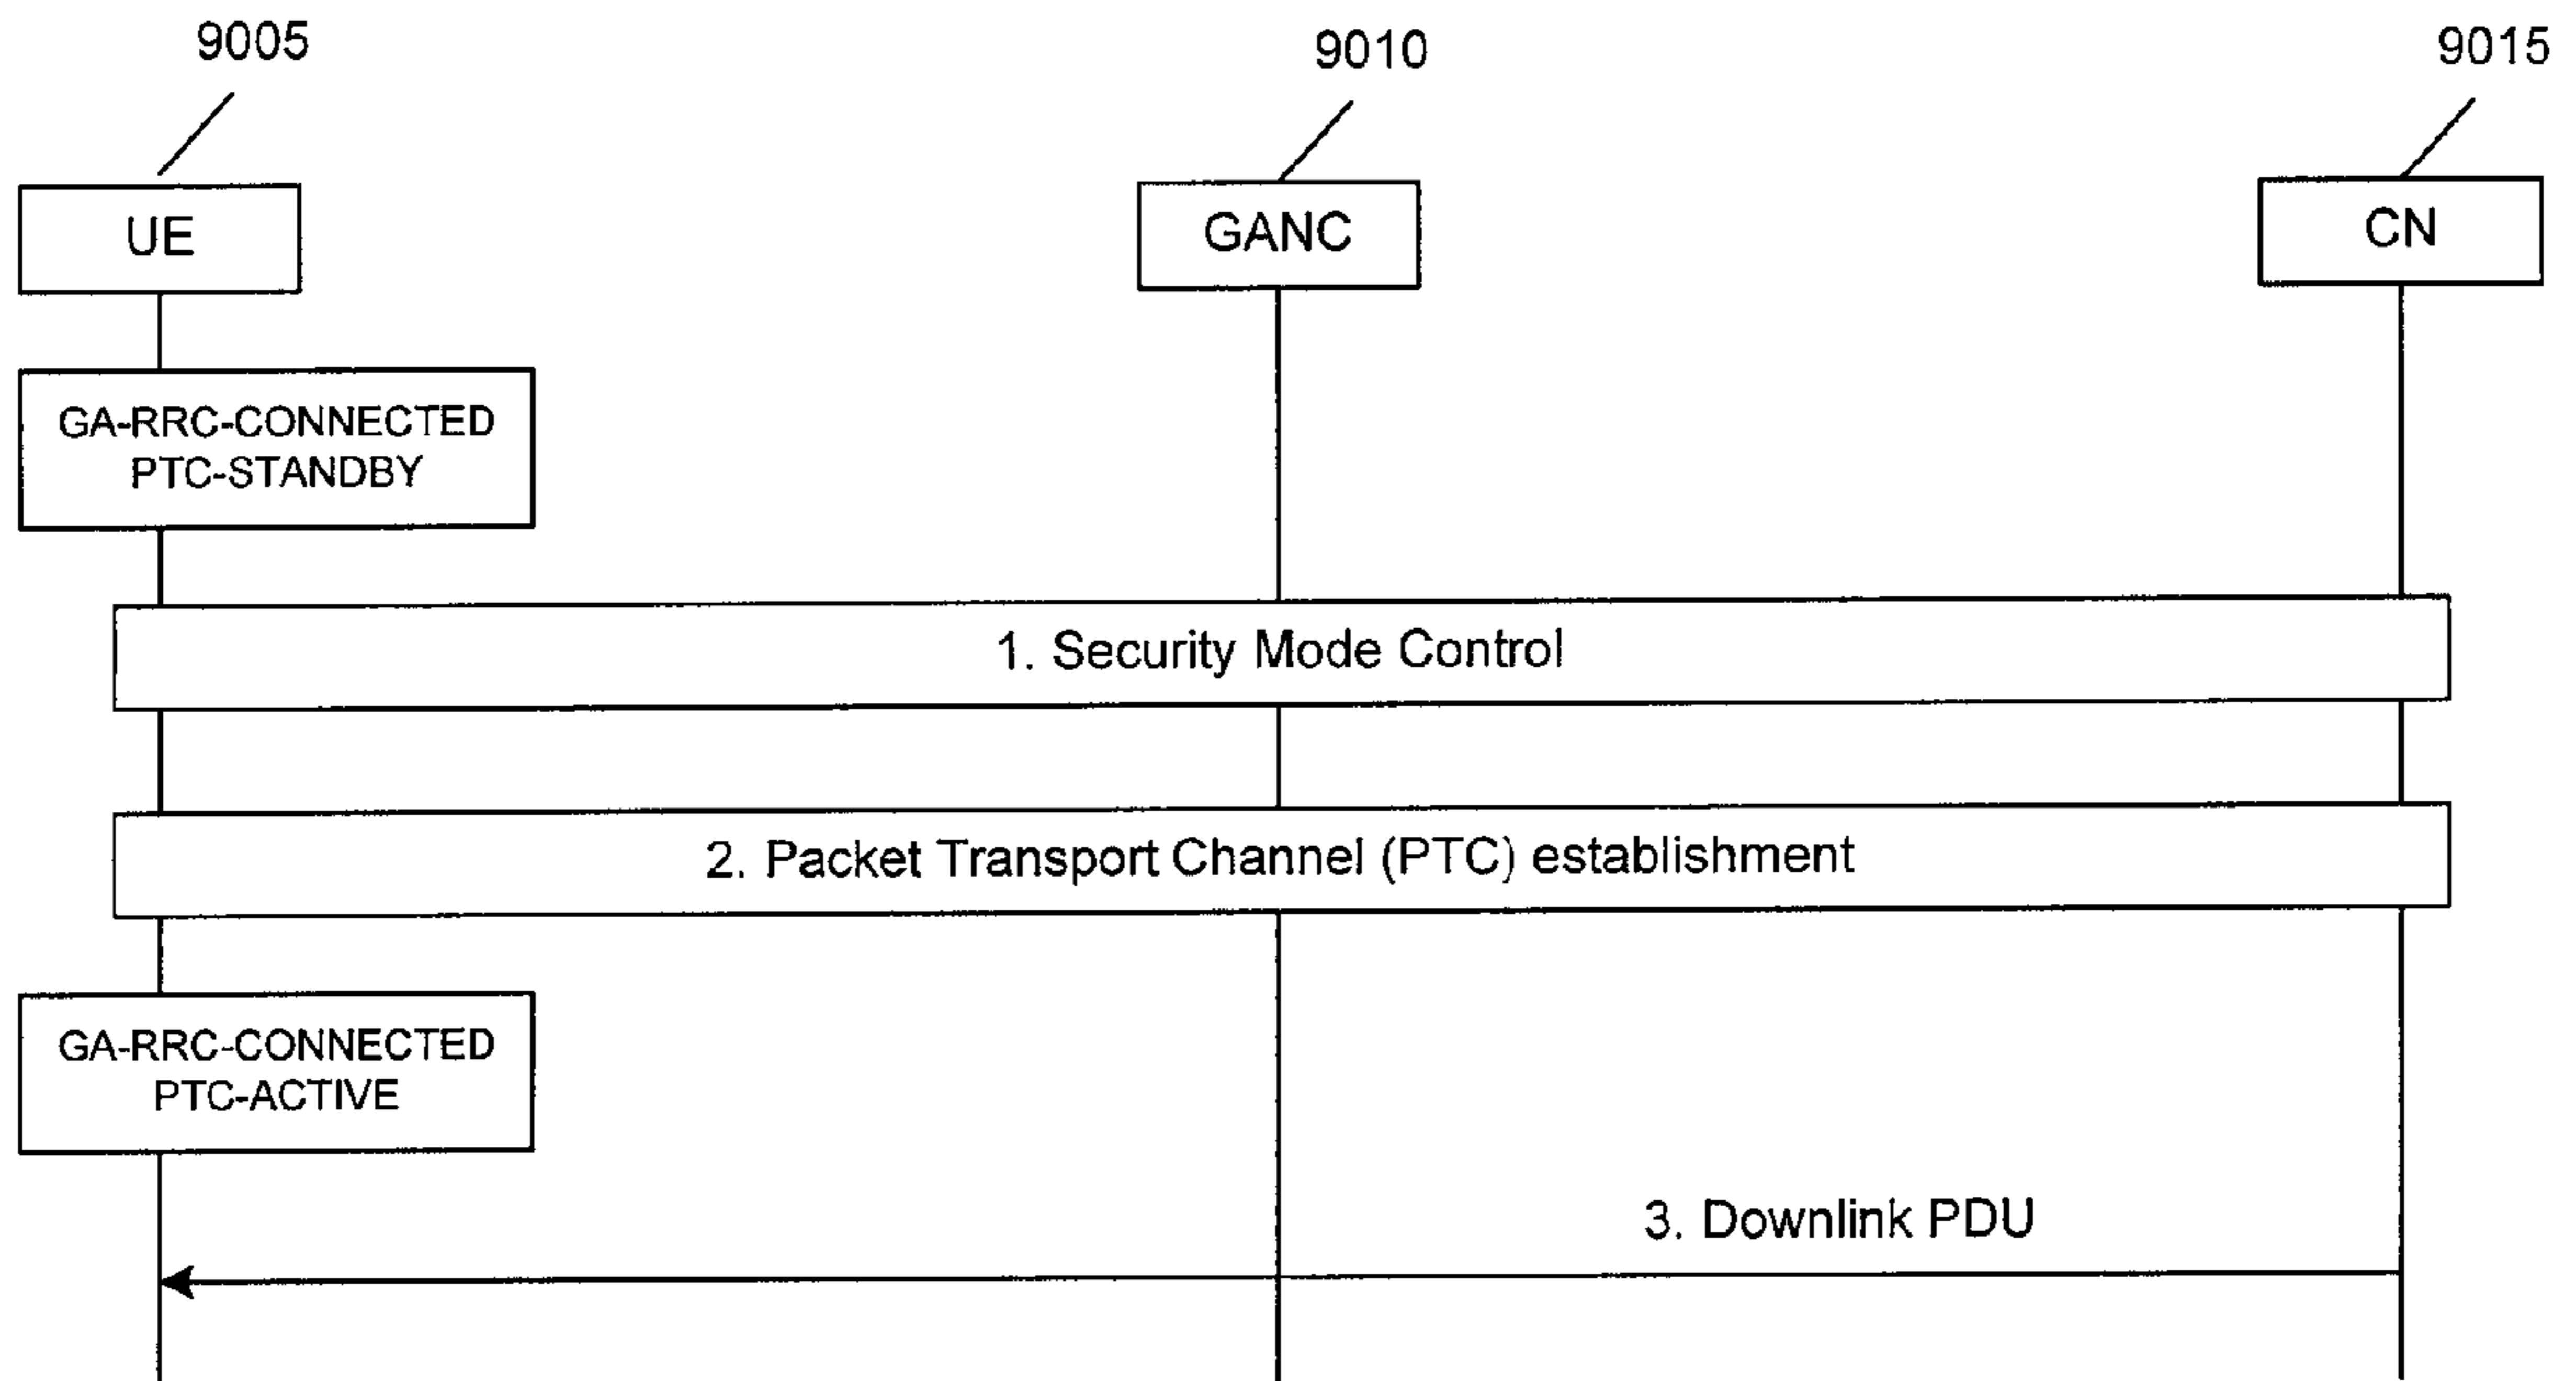 9005
9010
9015
UE
GANC
CN
GA-RRC-CONNECTED
PTC-STANDBY
1. Security Mode Control
2. Packet Transport Channel (PTC) establishment
GA-RRC-CONNECTED
PTC-ACTIVE
3. Downlink PDU